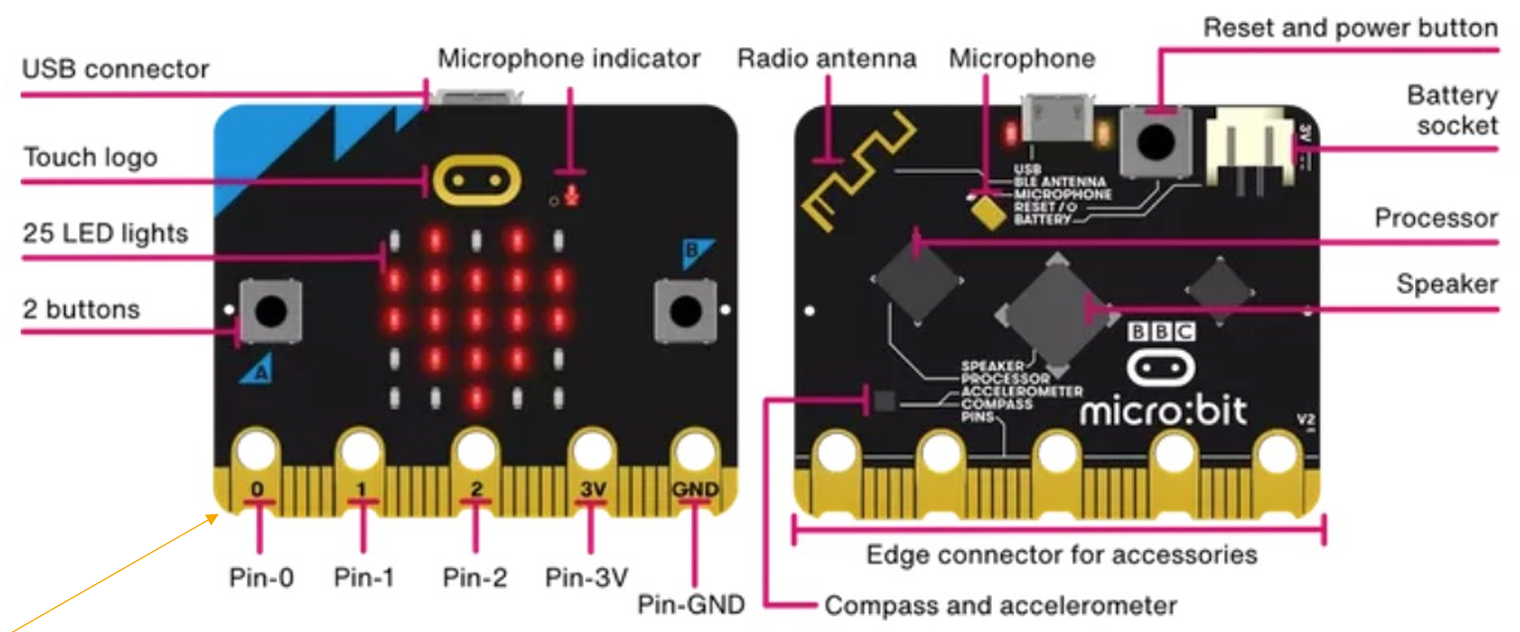 Reset and power button
USB connector
Microphone indicator
Radio antenna
Microphone
Battery
socket
Touch logo
25 LED lights
2 buttons
Processor
Speaker
B
A
0
1
2
3V
GND
Pin-0
Pin-1
Pin-2
Pin-3V
Pin-GND
3V
USB
BLE ANTENNA
MICROPHONE
RESET / O
BATTERY
BBC
SPEAKER
PROCESSOR
ACCELEROMETER
COMPASS
PINS
micro:bit
V2
Edge connector for accessories
Compass and accelerometer